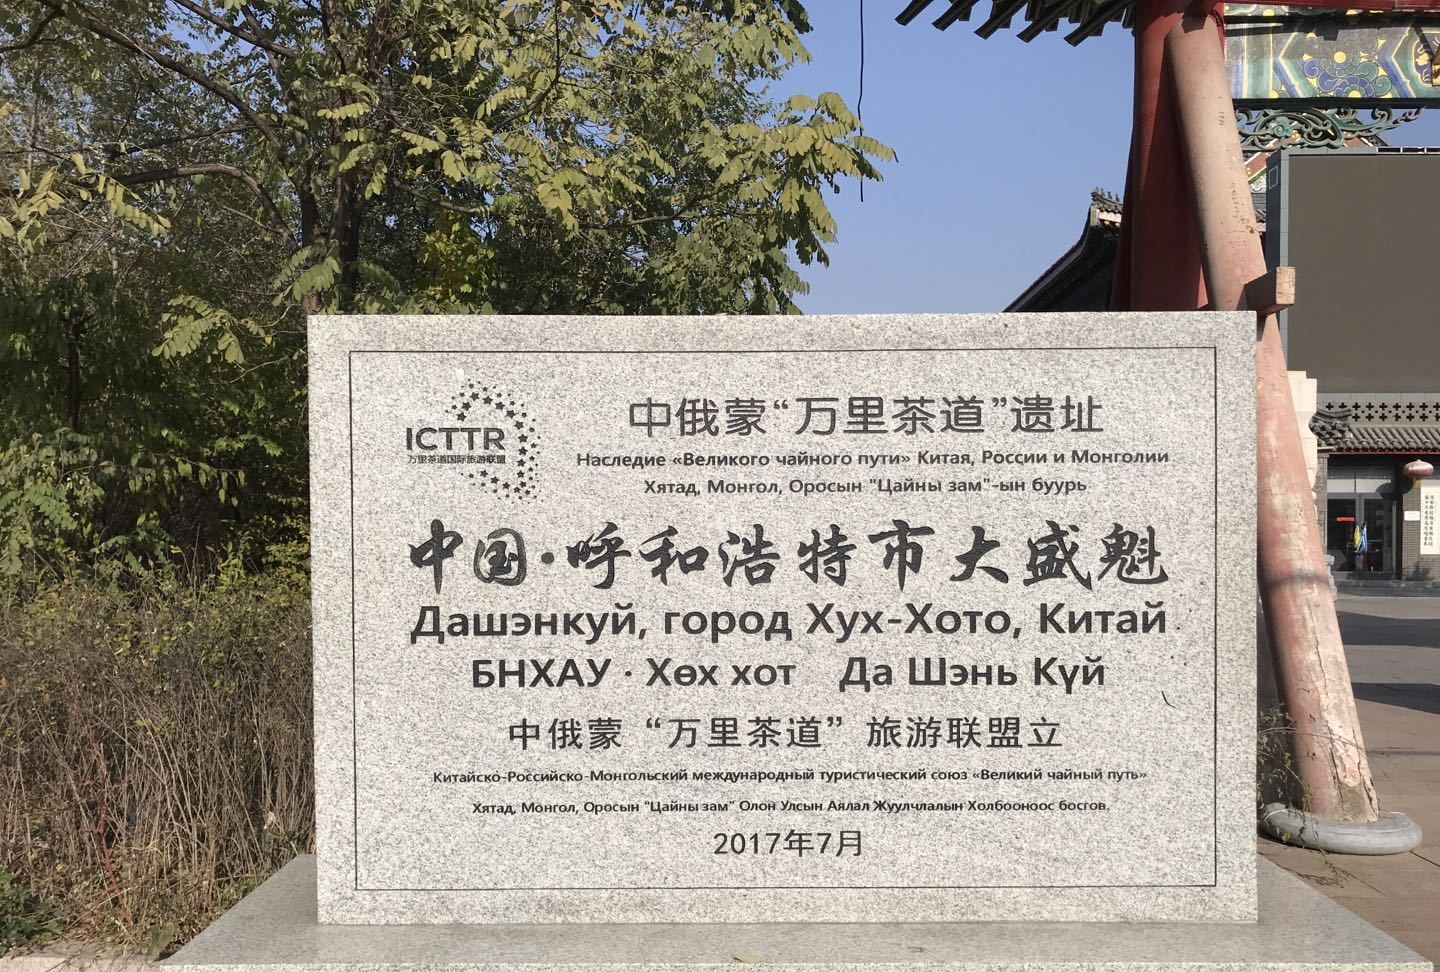 ICTTR
万里茶道国际旅游联盟
中俄蒙“万里茶道”遗址
Наследие «Великого чайного пути» Китая, России и Монголии
Хятад, Монгол, Оросын "Цайны зам"-ын буурь
中国·呼和浩特市大盛魁
Дашэнкуй, город Хух-Хото, Китай
БНХАУ · Хөх хот Да Шэнь Күй
中俄蒙“万里茶道”旅游联盟立
Китайско-Российско-Монгольский международный туристический союз «Великий чайный путь»
Хятад, Монгол, Оросын "Цайны зам" Олон Улсын Аялал Жуулчлалын Холбооноос босгов.
2017年7月